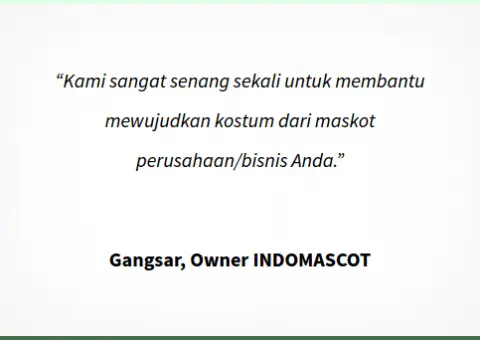 “Kami sangat senang sekali untuk membantu
mewujudkan kostum dari maskot
perusahaan/bisnis Anda.”
Gangsar, Owner INDOMASCOT